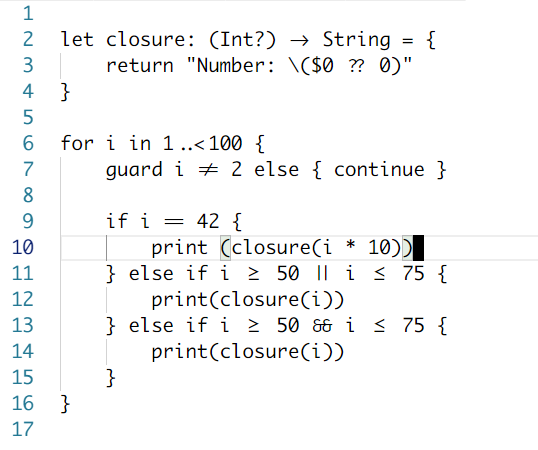 1
2 let closure: (Int?) → String = {
3     return "Number: \($0 ?? 0)"
4 }
5
6 for i in 1..<100 {
7     guard i ≠ 2 else { continue }
8
9     if i == 42 {
10         print (closure(i * 10))
11     } else if i ≥ 50 || i ≤ 75 {
12         print(closure(i))
13     } else if i ≥ 50 && i ≤ 75 {
14         print(closure(i))
15     }
16 }
17